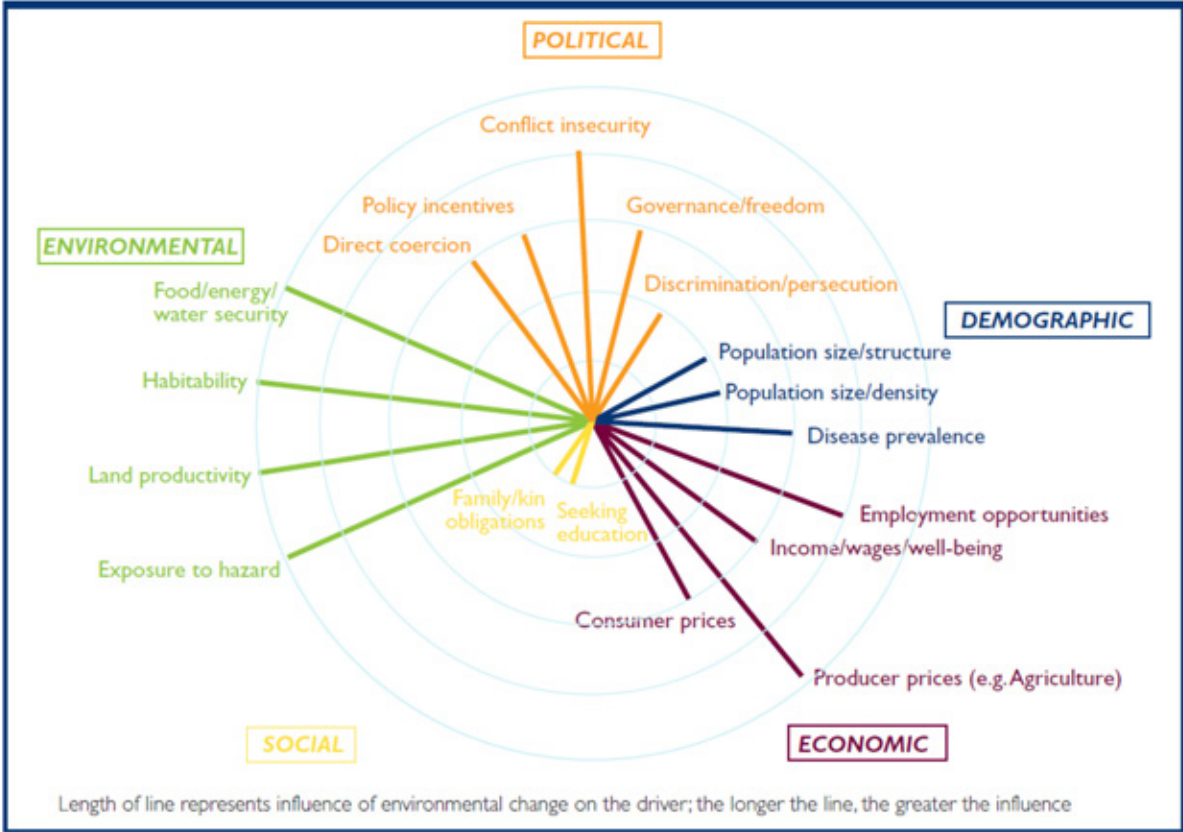 POLITICAL
Conflict insecurity
Policy incentives
Governance/freedom
Direct coercion
Discrimination/persecution
ENVIRONMENTAL
Food/energy/
water security
Habitability
Land productivity
Exposure to hazard
DEMOGRAPHIC
Population size/structure
Population size/density
Disease prevalence
Family/kin
obligations
Seeking
education
Employment opportunities
Income/wages/well-being
Consumer prices
Producer prices (e.g. Agriculture)
SOCIAL
ECONOMIC
Length of line represents influence of environmental change on the driver; the longer the line, the greater the influence